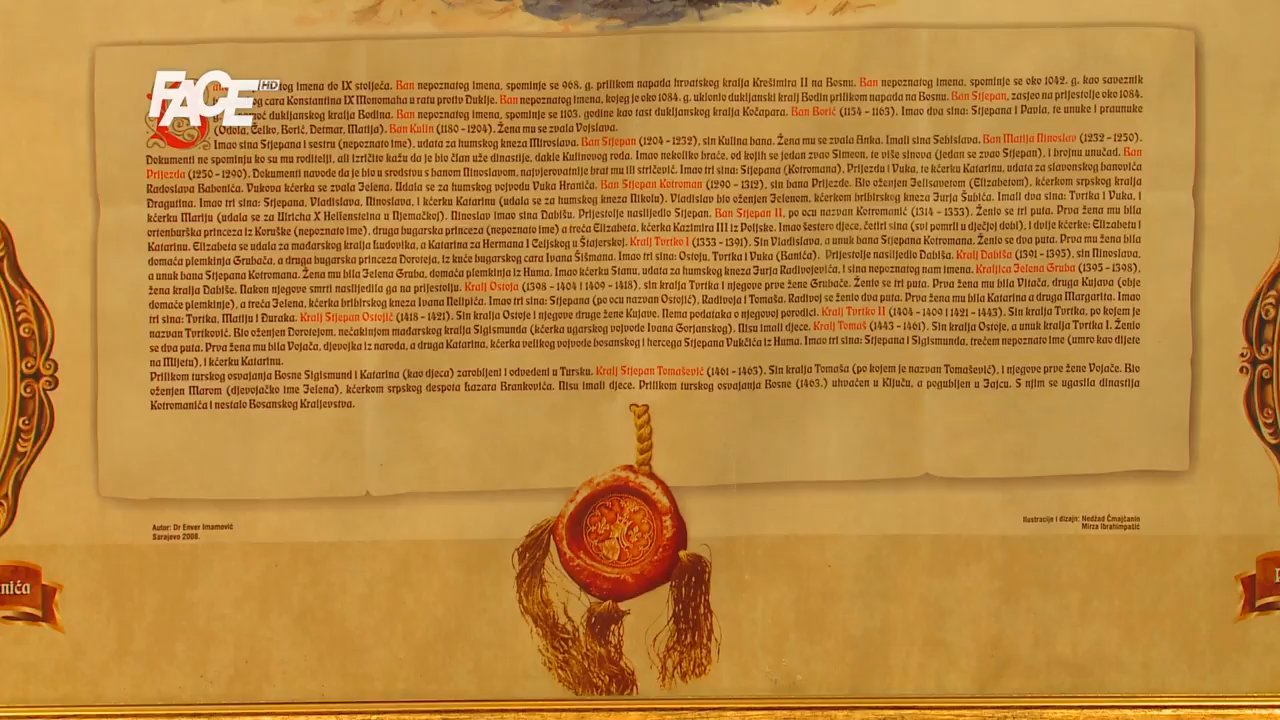 FACE HD
imena do IX stoljeća. Ban nepoznatog imena, spominje se 968. g. prilikom napada hrvatskog kralja Krešimira II na Bosnu. Ban nepoznatog imena, spominje se oko 1042. g. kao saveznik
cara Konstantina IX Monomaha u ratu protiv Duklje. Ban nepoznatog imena, kojeg je oko 1084. g. uklonio dukljanski kralj Bodin prilikom napada na Bosnu. Ban Stjepan, zasjeo na prijestolje oko 1084.
dukljanskog kralja Bodina. Ban nepoznatog imena, spominje se 1103. godine kao tast dukljanskog kralja Kočapara. Ban Borić (1154 - 1163). Imao dva sina: Stjepana i Pavla, te unuke i praunuke
(Odola, Čelko, Borić, Detmar, Matija). Ban Kulin (1180 - 1204). Žena mu se zvala Vojslava.
Imao sina Stjepana i sestru (nepoznato ime), udata za humskog kneza Miroslava. Ban Stjepan (1204 - 1232), sin Kulina bana. Žena mu se zvala Anka. Imali sina Sebislava. Ban Matija Ninoslav (1232 - 1250).
Dokumenti ne spominju ko su mu roditelji, ali izričito kažu da je bio član uže dinastije, dakle Kulinovog roda. Imao nekoliko braće, od kojih se jedan zvao Simeon, te više sinova (jedan se zvao Stjepan), i brojnu unučad. Ban
Prijezda (1250 - 1290). Dokumenti navode da je bio u srodstvu s banom Ninoslavom, najvjerovatnije brat mu ili stričević. Imao tri sina: Stjepana (Kotromana), Prijezdu i Vuka, te kćerku Katarinu, udata za slavonskog banovića
Radoslava Babonića. Vukova kćerka se zvala Jelena. Udala se za humskog vojvodu Vuka Hranića. Ban Stjepan Kotroman (1290 - 1312), sin bana Prijezde. Bio oženjen Jelisavetom (Elizabetom), kćerkom srpskog kralja
Dragutina. Imao tri sina: Stjepana, Vladislava, Ninoslava, i kćerku Katarinu (udala se za humskog kneza Nikolu). Vladislav bio oženjen Jelenom, kćerkom bribirskog kneza Jurja Šubića. Imali dva sina: Tvrtka i Vuka, i
kćerku Mariju (udala se za Ulricha X Helfensteina u Njemačkoj). Ninoslav imao sina Dabišu. Prijestolje naslijedio Stjepan. Ban Stjepan II, po ocu nazvan Kotromanić (1314 - 1353). Ženio se tri puta. Prva žena mu bila
ortenburška princeza iz Koruške (nepoznato ime), druga bugarska princeza (nepoznato ime) a treća Elizabeta, kćerka Kazimira III iz Poljske. Imao šestero djece, četiri sina (svi pomrli u dječjoj dobi), i dvije kćerke: Elizabetu i
Katarinu. Elizabeta se udala za mađarskog kralja Ludovika, a Katarina za Hermana I Celjskog u Štajerskoj. Kralj Tvrtko I (1353 - 1391). Sin Vladislava, a unuk bana Stjepana Kotromana. Ženio se dva puta. Prva mu žena bila
domaća plemkinja Grubača, a druga bugarska princeza Doroteja, iz kuće bugarskog cara Ivana Šišmana. Imao tri sina: Ostoju, Tvrtka i Vuka (Banića). Prijestolje naslijedio Dabiša. Kralj Dabiša (1391 - 1395), sin Ninoslava,
a unuk bana Stjepana Kotromana. Žena mu bila Jelena Gruba, domaća plemkinja iz Huma. Imao kćerku Stanu, udata za humskog kneza Jurja Radivojevića, i sina nepoznatog nam imena. Kraljica Jelena Gruba (1395 - 1398),
žena kralja Dabiše. Nakon njegove smrti naslijedila ga na prijestolju. Kralj Ostoja (1398 - 1404 i 1409 - 1418), sin kralja Tvrtka i njegove prve žene Grubače. Ženio se tri puta. Prva žena mu bila Vitača, druga Kujava (obje
domaće plemkinje), a treća Jelena, kćerka bribirskog kneza Ivana Nelipića. Imao tri sina: Stjepana (po ocu nazvan Ostojić), Radivoja i Tomaša. Radivoj se ženio dva puta. Prva žena mu bila Katarina a druga Margarita. Imao
tri sina: Tvrtka, Matiju i Đuraka. Kralj Stjepan Ostojić (1418 - 1421). Sin kralja Ostoje i njegove druge žene Kujave. Nema podataka o njegovoj porodici. Kralj Tvrtko II (1404 - 1409 i 1421 - 1443). Sin kralja Tvrtka, po kojem je
nazvan Tvrtković. Bio oženjen Dorotejom, nećakinjom mađarskog kralja Sigismunda (kćerka ugarskog vojvode Ivana Gorjanskog). Nisu imali djece. Kralj Tomaš (1443 - 1461). Sin kralja Ostoje, a unuk kralja Tvrtka I. Ženio
se dva puta. Prva žena mu bila Vojača, djevojka iz naroda, a druga Katarina, kćerka velikog vojvode bosanskog i hercega Stjepana Vukčića iz Huma. Imao tri sina: Stjepana i Sigismunda, trećem nepoznato ime (umro kao dijete
na Mljetu), i kćerku Katarinu.
Prilikom turskog osvajanja Bosne Sigismund i Katarina (kao djeca) zarobljeni i odvedeni u Tursku. Kralj Stjepan Tomašević (1461 - 1463). Sin kralja Tomaša (po kojem je nazvan Tomašević), i njegove prve žene Vojače. Bio
oženjen Marom (djevojačko ime Jelena), kćerkom srpskog despota Lazara Brankovića. Nisu imali djece. Prilikom turskog osvajanja Bosne (1463.) uhvaćen u Ključu, a pogubljen u Jajcu. S njim se ugasila dinastija
Kotromanića i nestalo Bosanskog Kraljevstva.
Autor: Dr Enver Imamović
Sarajevo 2008.
Ilustracije i dizajn: Nedžad Čmajčanin
Mirza Ibrahimpašić
nića